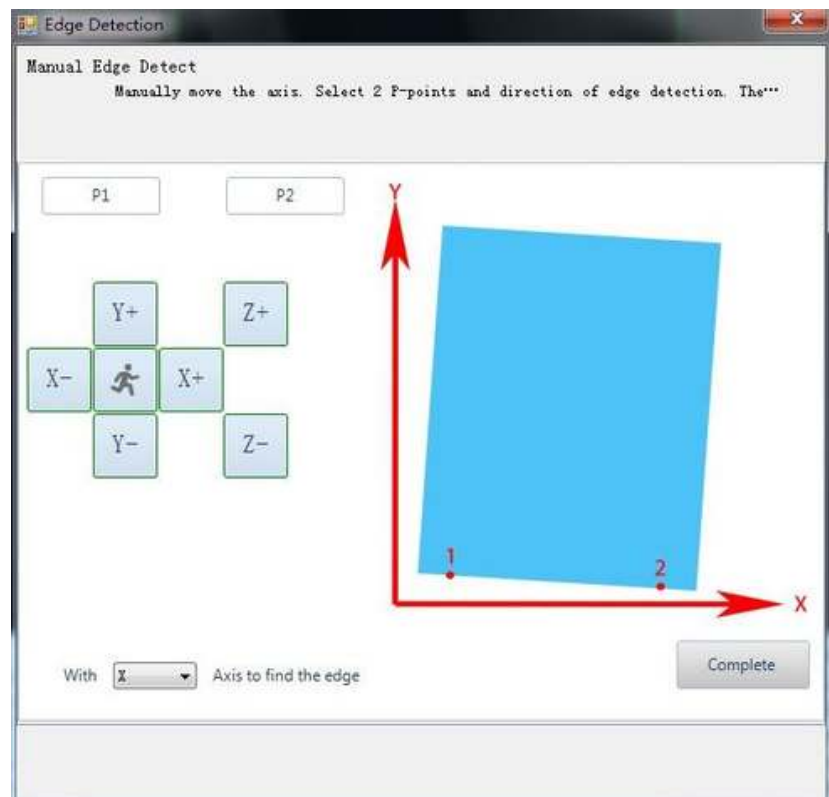 Edge Detection
Manual Edge Detect
Manually move the axis. Select 2 P-points and direction of edge detection. The…
P1
P2
Y
Y+
Z+
X-
X+
Y-
Z-
1
2
X
With X Axis to find the edge
Complete